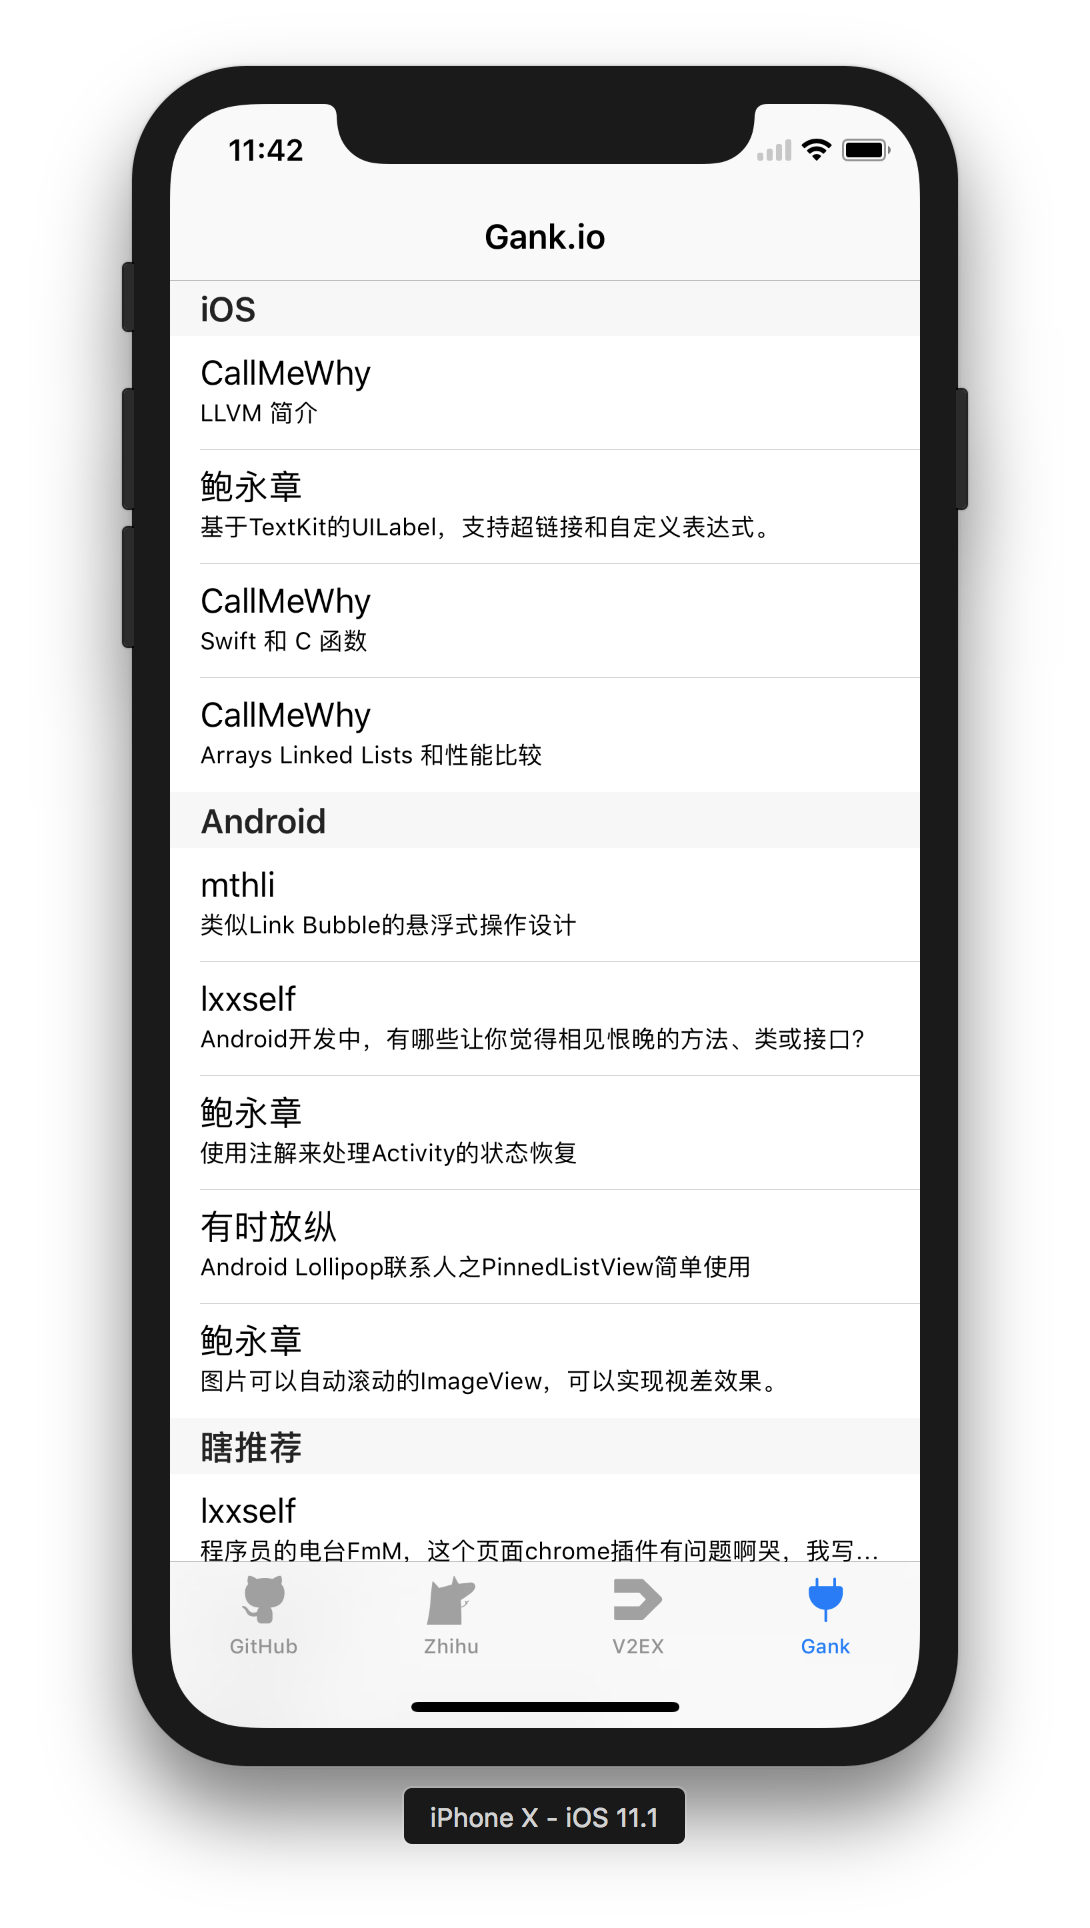 11:42
Gank.io
iOS
CallMeWhy
LLVM 简介
鲍永章
基于TextKit的UILabel，支持超链接和自定义表达式。
CallMeWhy
Swift 和 C 函数
CallMeWhy
Arrays Linked Lists 和性能比较
Android
mthli
类似Link Bubble的悬浮式操作设计
lxxself
Android开发中，有哪些让你觉得相见恨晚的方法、类或接口?
鲍永章
使用注解来处理Activity的状态恢复
有时放纵
Android Lollipop联系人之PinnedListView简单使用
鲍永章
图片可以自动滚动的ImageView，可以实现视差效果。
瞎推荐
lxxself
程序员的电台FmM，这个页面chrome插件有问题啊哭，我写...
GitHub
Zhihu
V2EX
Gank
iPhone X - iOS 11.1